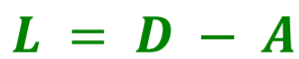 L = D − A